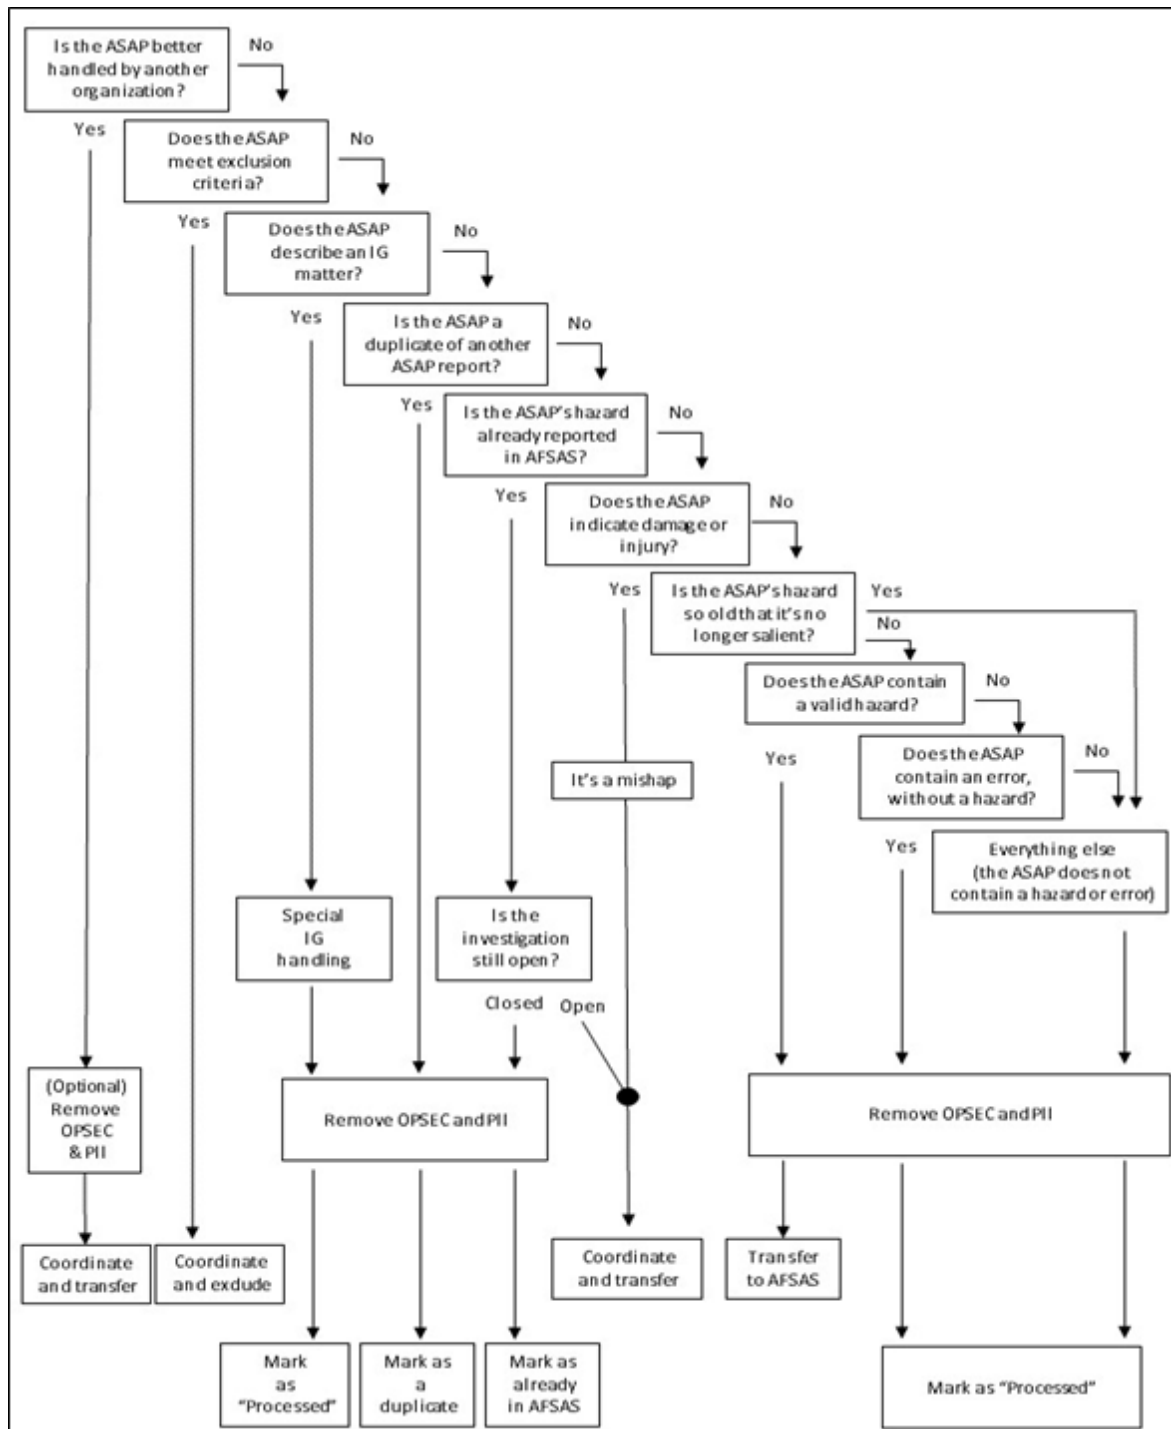 Is the ASAP better
handled by another
organization?
No
Yes
Does the ASAP
meet exclusion
criteria?
No
Yes
Does the ASAP
describe an IG
matter?
No
Yes
Is the ASAP a
duplicate of another
ASAP report?
No
Yes
Is the ASAP's hazard
already reported
in AFSAS?
No
Yes
Does the ASAP
indicate damage or
injury?
No
Yes
Is the ASAP's hazard
so old that it's no
longer salient?
Yes
No
Does the ASAP contain
a valid hazard?
No
Yes
Does the ASAP
contain an error,
without a hazard?
No
Yes
It's a mishap
Everything else
(the ASAP does not
contain a hazard or error)
Special
IG
handling
Is the
investigation
still open?
Closed
Open
(Optional)
Remove
OPSEC
& PII
Remove OPSEC and PII
Remove OPSEC and PII
Coordinate
and transfer
Coordinate
and exclude
Coordinate
and transfer
Transfer
to AFSAS
Mark
as "Processed"
Mark as
a
duplicate
Mark as
already
in AFSAS
Mark as "Processed"